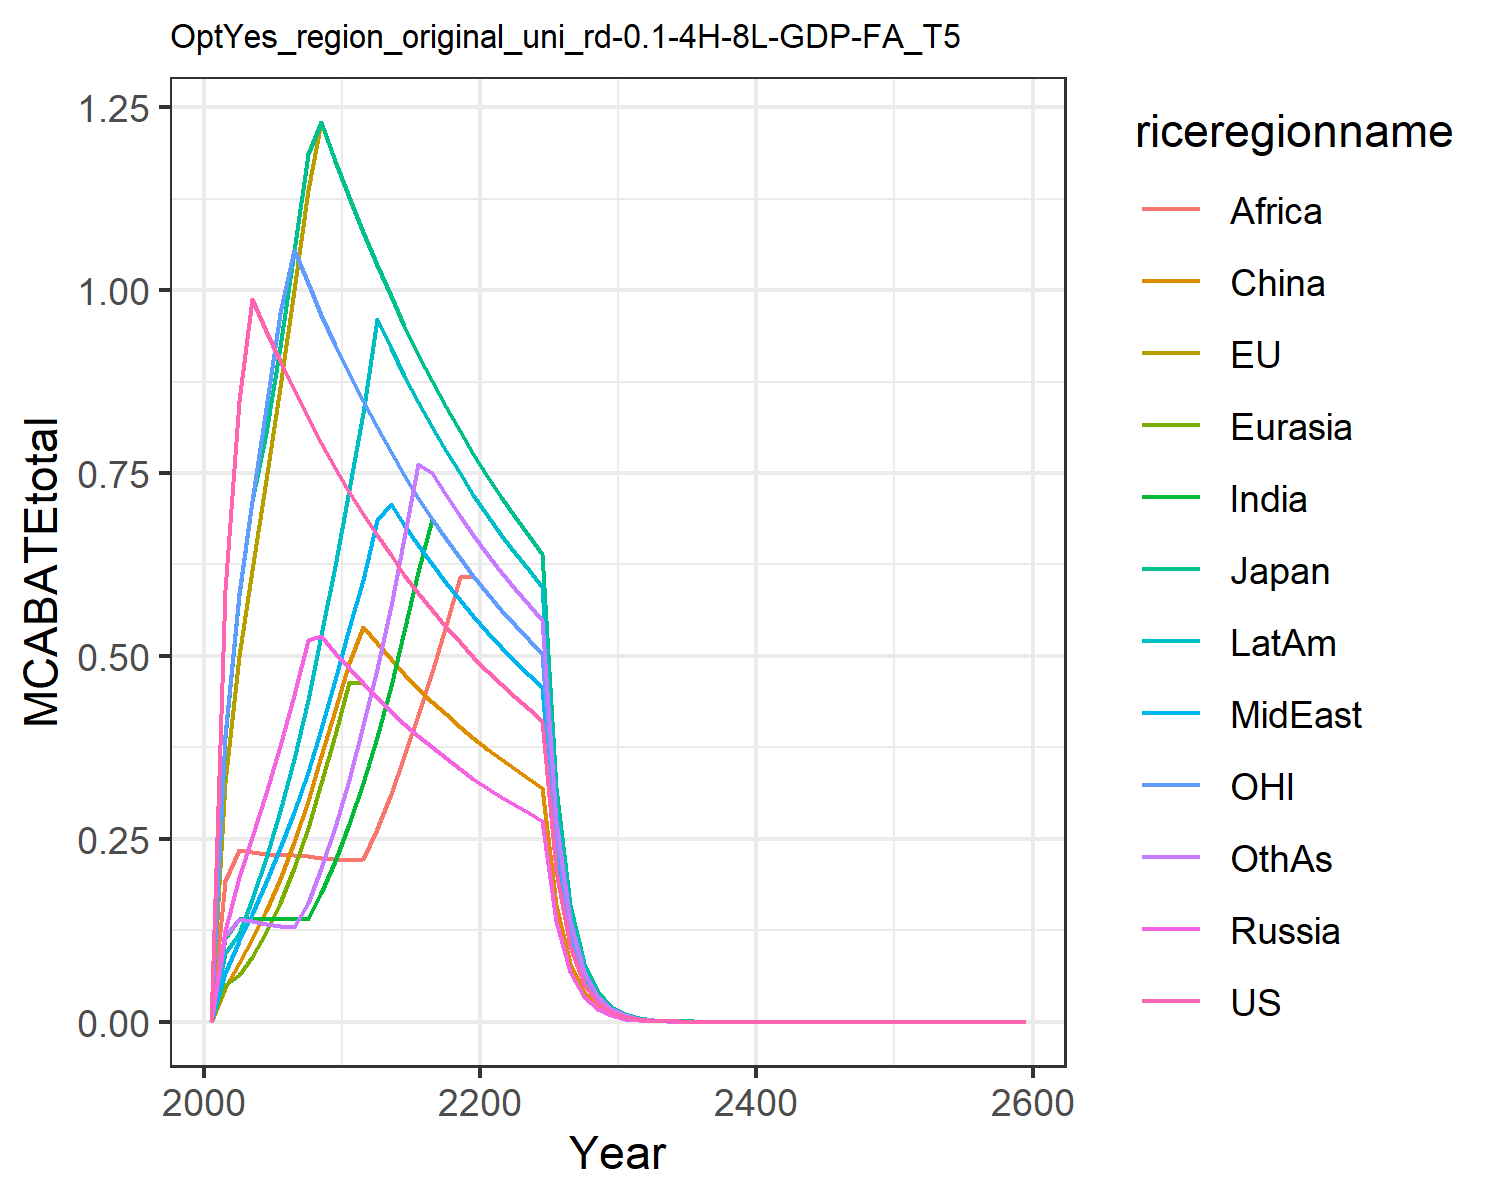 OptYes_region_original_uni_rd-0.1-4H-8L-GDP-FA_T5
MCABATEtotal
1.25
1.00
0.75
0.50
0.25
0.00
2000
2200
2400
2600
Year
riceregionname
Africa
China
EU
Eurasia
India
Japan
LatAm
MidEast
OHI
OthAs
Russia
US